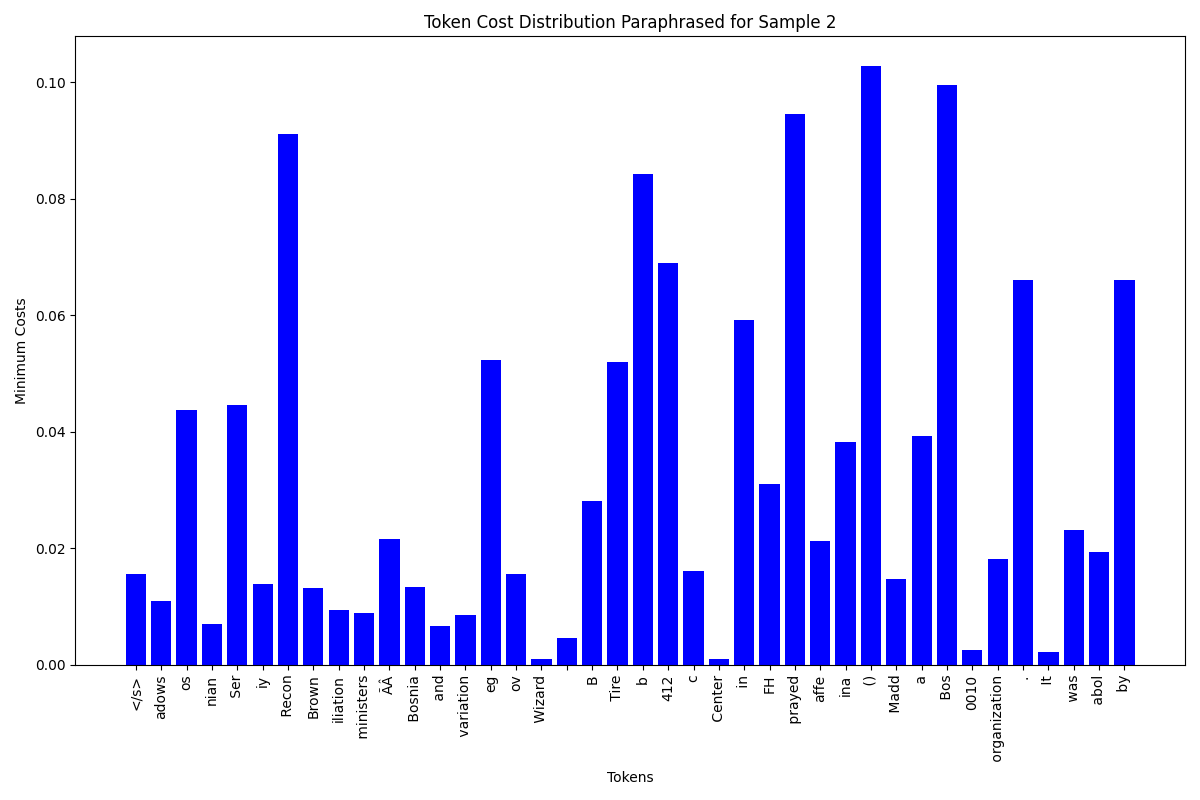 Token Cost Distribution Paraphrased for Sample 2
Minimum Costs
0.10
0.08
0.06
0.04
0.02
0.00
</s>
adows
os
nian
Ser
iy
Recon
Brown
iliation
ministers
ÃÂ
Bosnia
and
variation
eg
ov
Wizard
B
Tire
b
412
c
Center
in
FH
prayed
affe
ina
()
Madd
a
Bos
0010
organization
.
It
was
abol
by
Tokens